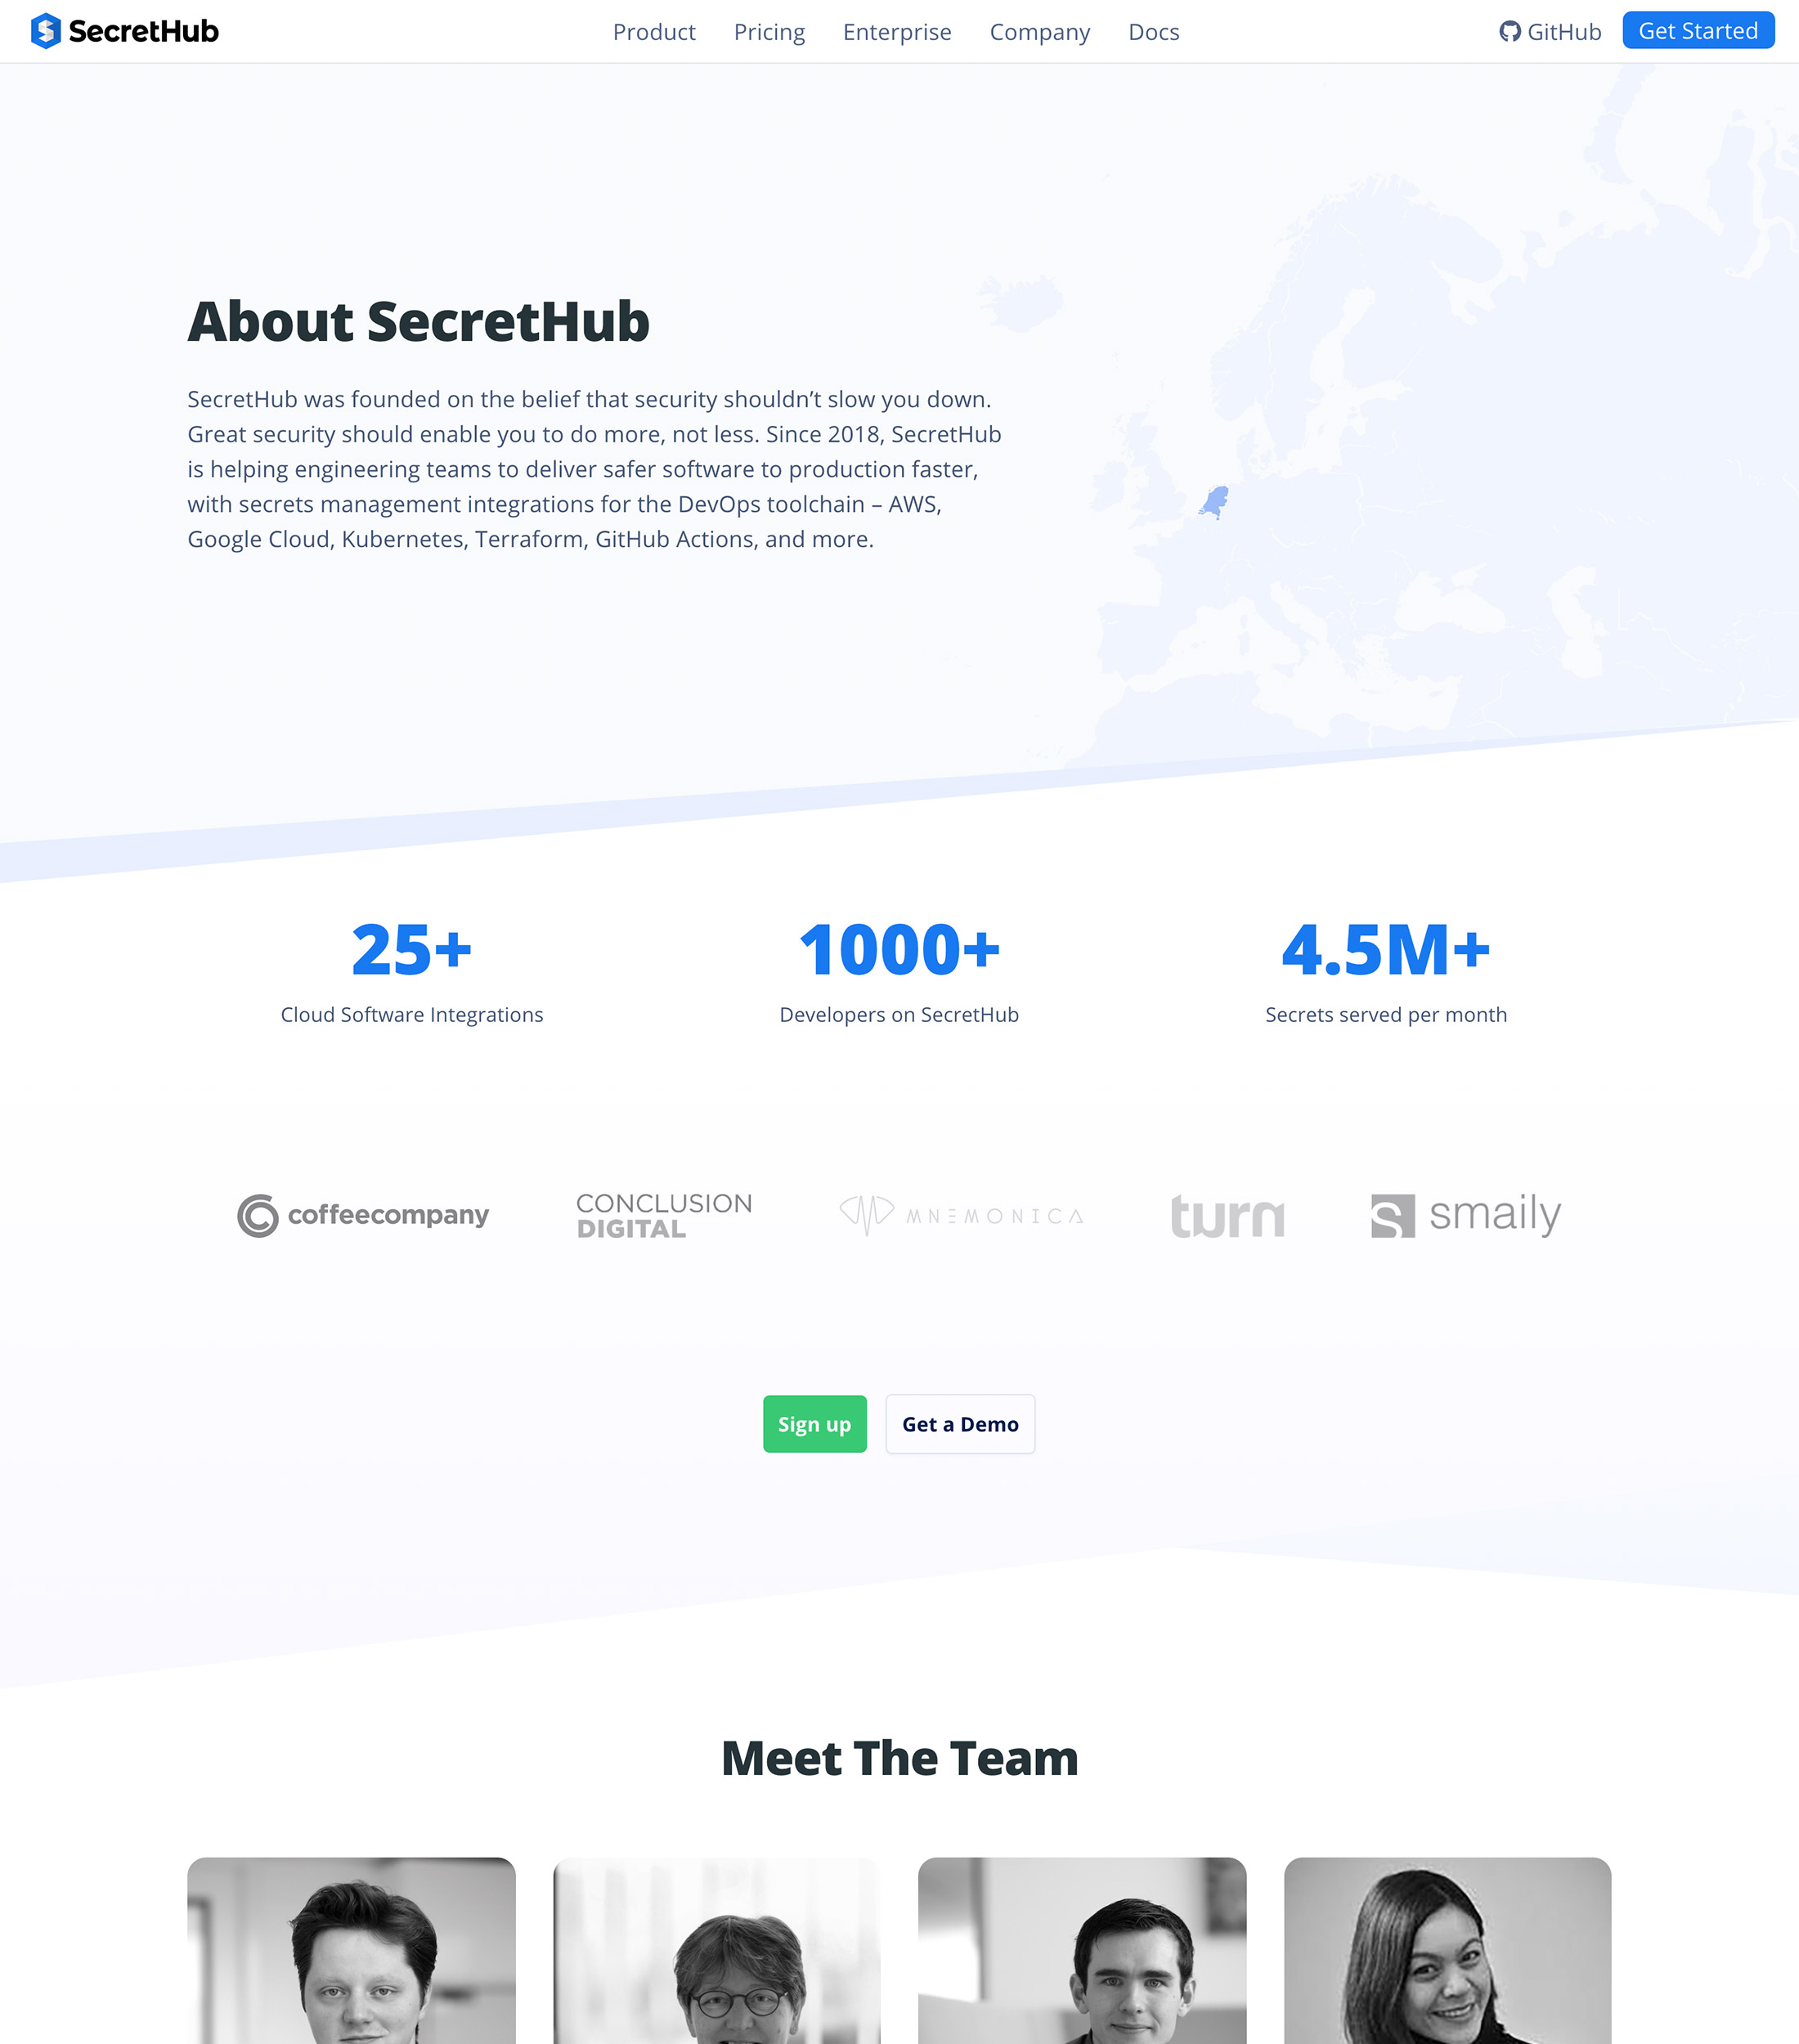 SecretHub
Product Pricing Enterprise Company Docs
GitHub Get Started
About SecretHub
SecretHub was founded on the belief that security shouldn’t slow you down.
Great security should enable you to do more, not less. Since 2018, SecretHub
is helping engineering teams to deliver safer software to production faster,
with secrets management integrations for the DevOps toolchain – AWS,
Google Cloud, Kubernetes, Terraform, GitHub Actions, and more.
25+
Cloud Software Integrations
1000+
Developers on SecretHub
4.5M+
Secrets served per month
coffeecompany
CONCLUSION
DIGITAL
MNEMONICA
turn
smaily
Sign up
Get a Demo
Meet The Team